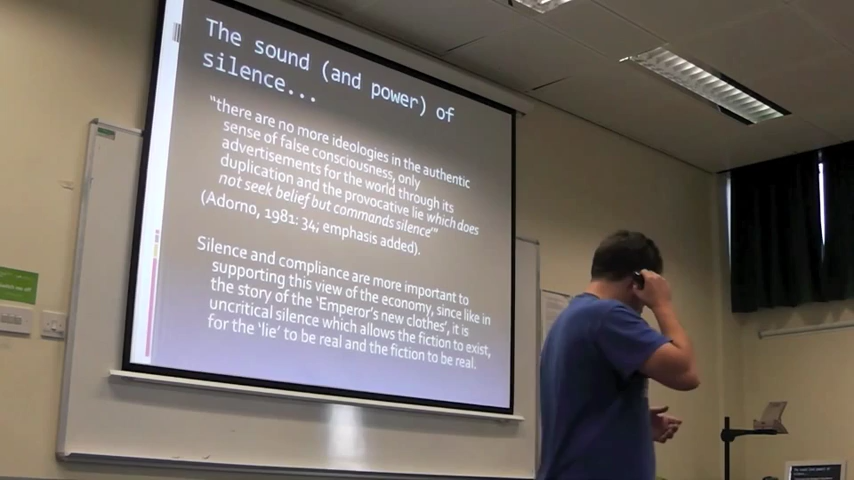 The sound (and power) of
silence...
"there are no more ideologies in the authentic
sense of false consciousness, only
advertisements for the world through its
duplication and the provocative lie which does
not seek belief but commands silence"
(Adorno, 1981: 34; emphasis added).
Silence and compliance are more important to
supporting this view of the economy, since like in
the story of the 'Emperor's new clothes', it is
uncritical silence which allows the fiction to exist,
for the 'lie' to be real and the fiction to be real.